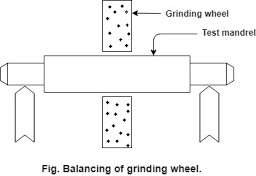 Grinding wheel
Test mandrel
Fig. Balancing of grinding wheel.